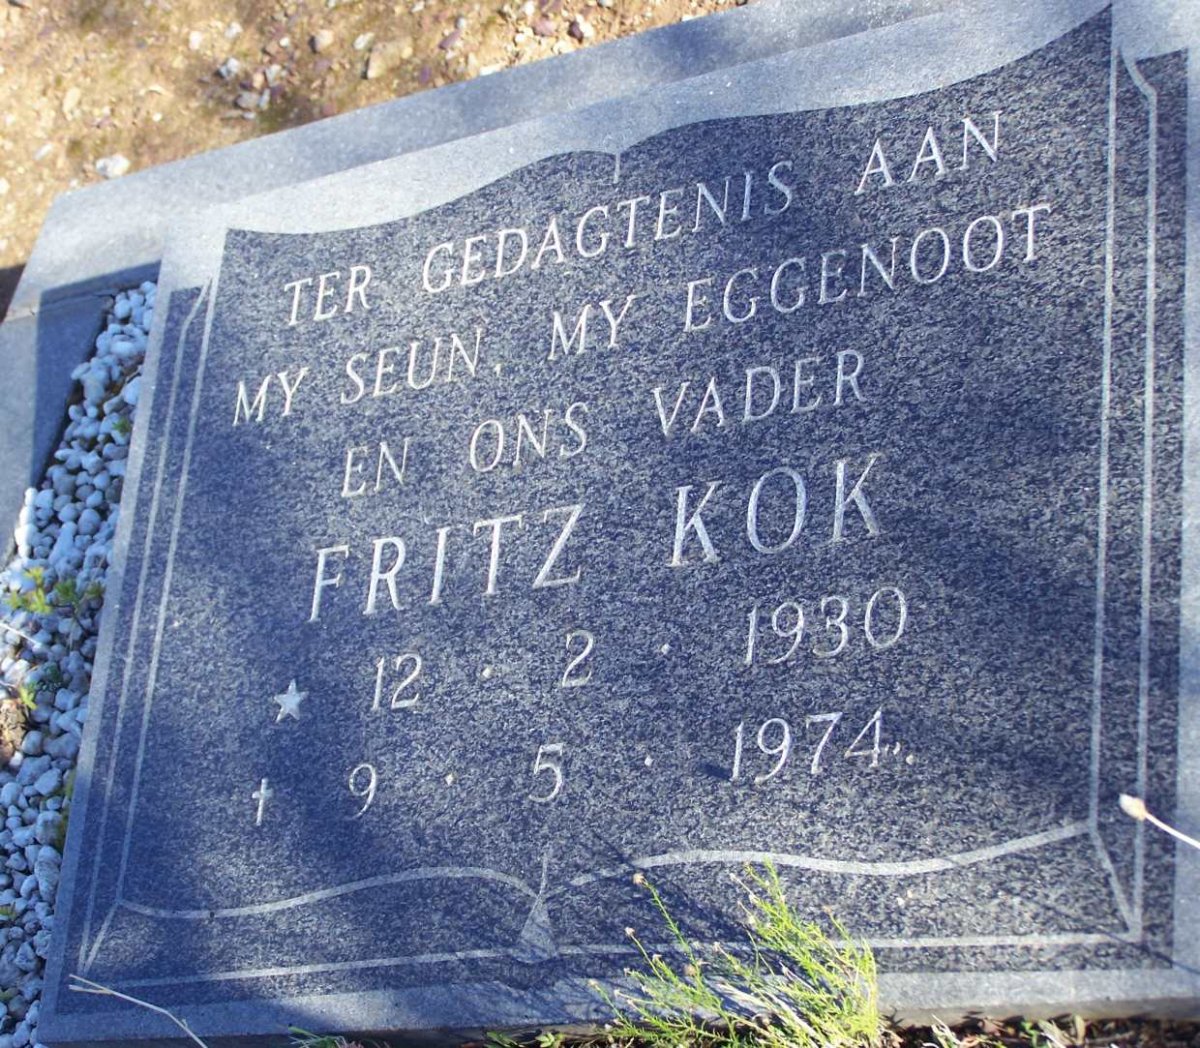 TER GEDAGTENIS AAN
MY SEUN, MY EGGENOOT
EN ONS VADER
FRITZ KOK
★ 12 · 2 · 1930
† 9 · 5 · 1974.